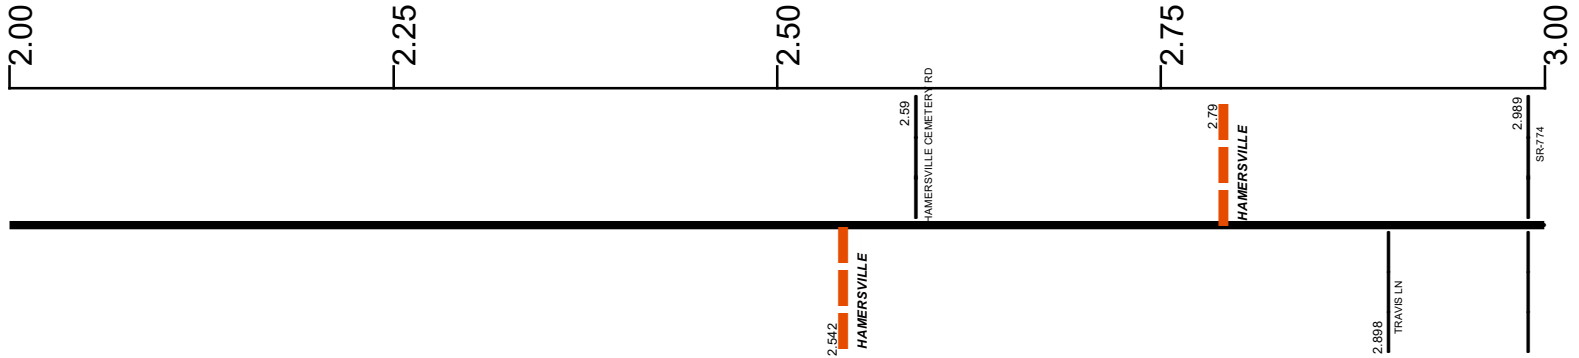 2.00
2.25
2.50
2.75
3.00
2.59
HAMERSVILLE CEMETERY RD
2.79
HAMERSVILLE
2.989
SR-774
2.542
HAMERSVILLE
2.898
TRAVIS LN